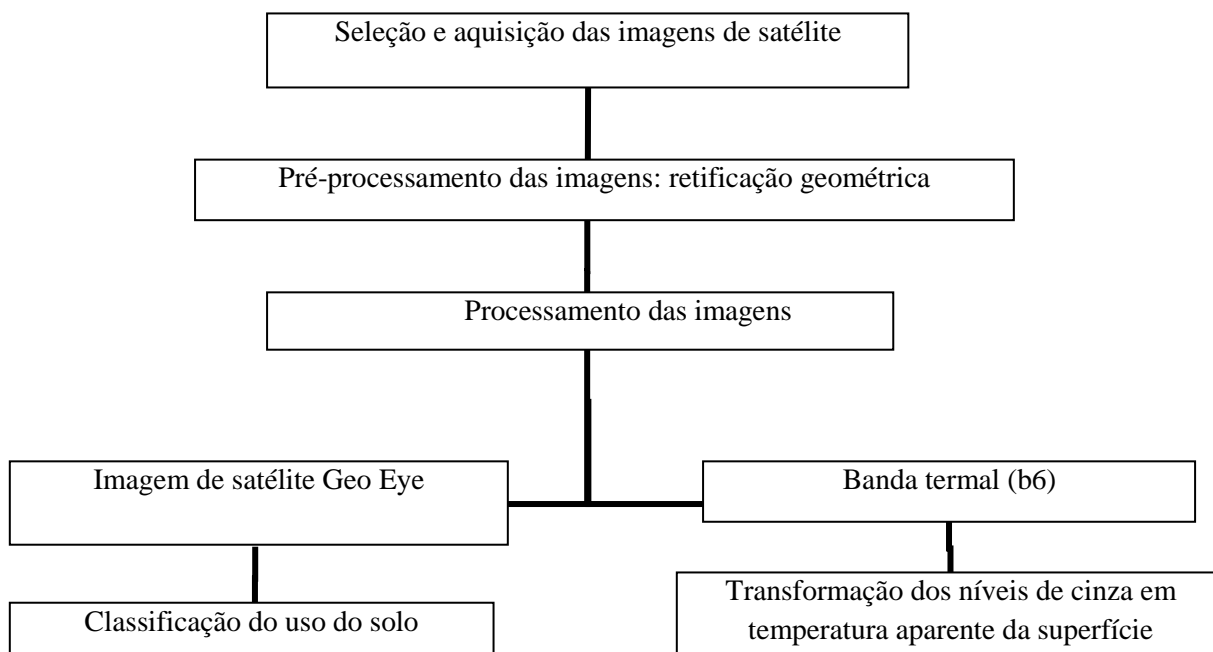 Seleção e aquisição das imagens de satélite
Pré-processamento das imagens: retificação geométrica
Processamento das imagens
Imagem de satélite Geo Eye
Banda termal (b6)
Classificação do uso do solo
Transformação dos níveis de cinza em
temperatura aparente da superfície